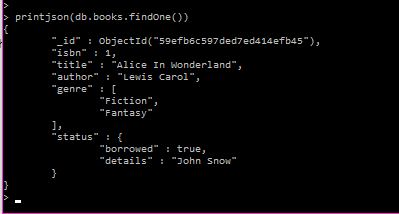 >
> printjson(db.books.findOne())
{
        "_id" : ObjectId("59efb6c597ded7ed414efb45"),
        "isbn" : 1,
        "title" : "Alice In Wonderland",
        "author" : "Lewis Carol",
        "genre" : [
                "Fiction",
                "Fantasy"
        ],
        "status" : {
                "borrowed" : true,
                "details" : "John Snow"
        }
}
>